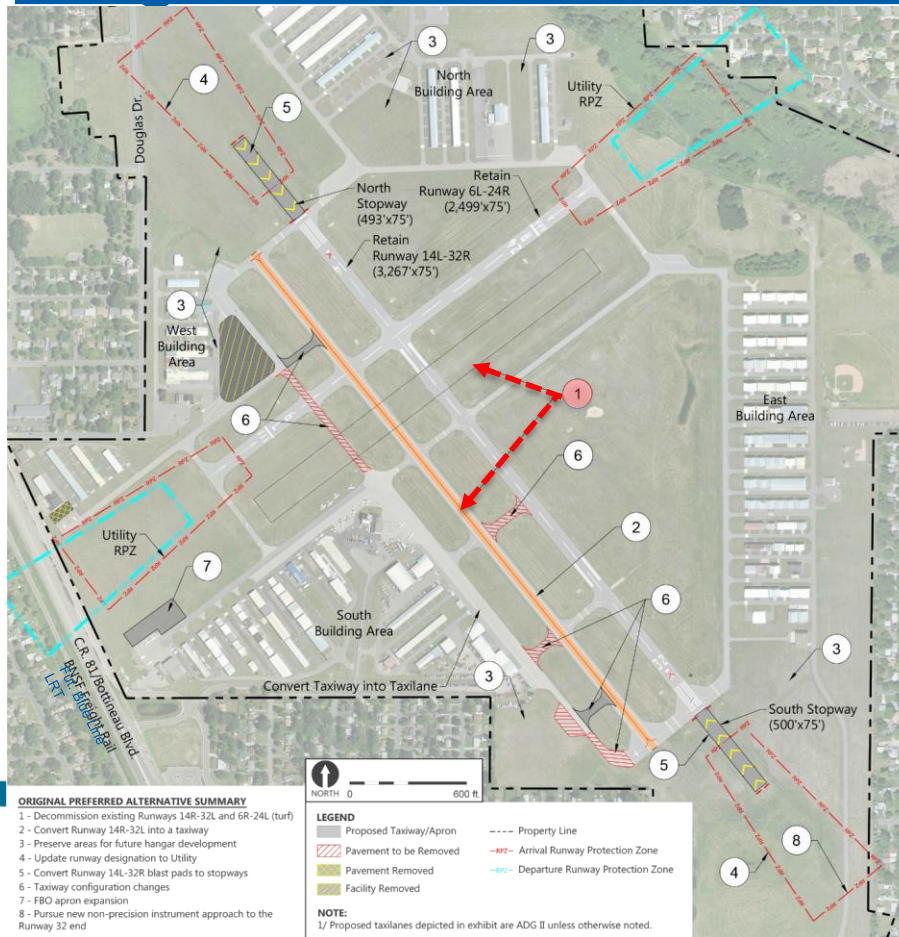 3
3
North
Building Area
Utility
RPZ
4
5
Douglas Dr.
Retain
Runway 6L-24R
(2,499'x75')
North
Stopway
(493'x75')
Retain
Runway 14L-32R
(3,267'x75')
3
West
Building
Area
1
East
Building Area
6
6
2
Utility
RPZ
7
South
Building Area
6
Convert Taxiway into Taxilane
3
3
South Stopway
(500'x75')
5
4
8
C.R. 81/Bottineau Blvd.
BNSF Freight Rail
Fut. Blue Line
LRT
NORTH
0
600 ft.
ORIGINAL PREFERRED ALTERNATIVE SUMMARY
1 - Decommission existing Runways 14R-32L and 6R-24L (turf)
2 - Convert Runway 14R-32L into a taxiway
3 - Preserve areas for future hangar development
4 - Update runway designation to Utility
5 - Convert Runway 14L-32R blast pads to stopways
6 - Taxiway configuration changes
7 - FBO apron expansion
8 - Pursue new non-precision instrument approach to the
Runway 32 end
LEGEND
Proposed Taxiway/Apron
Pavement to be Removed
Pavement Removed
Facility Removed
Property Line
RPZ
Arrival Runway Protection Zone
RPZ
Departure Runway Protection Zone
NOTE:
1/ Proposed taxilanes depicted in exhibit are ADG II unless otherwise noted.